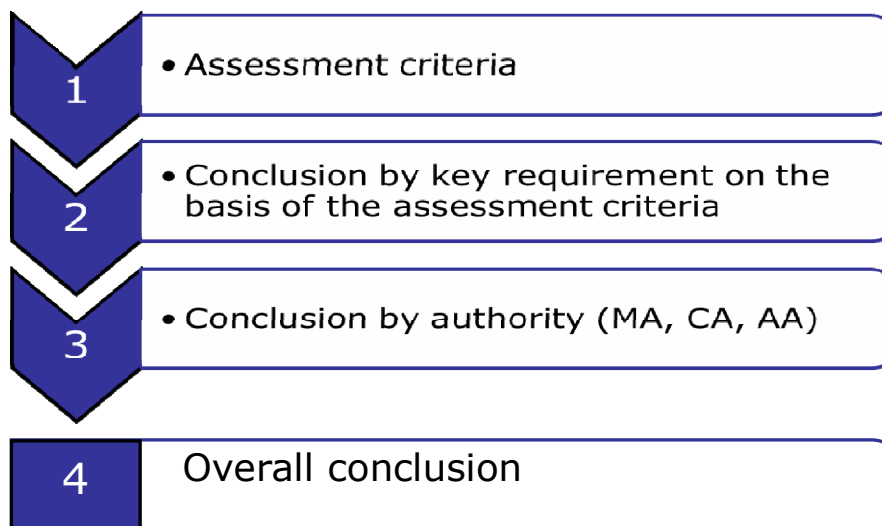 1
• Assessment criteria
2
• Conclusion by key requirement on the
basis of the assessment criteria
3
• Conclusion by authority (MA, CA, AA)
4
Overall conclusion